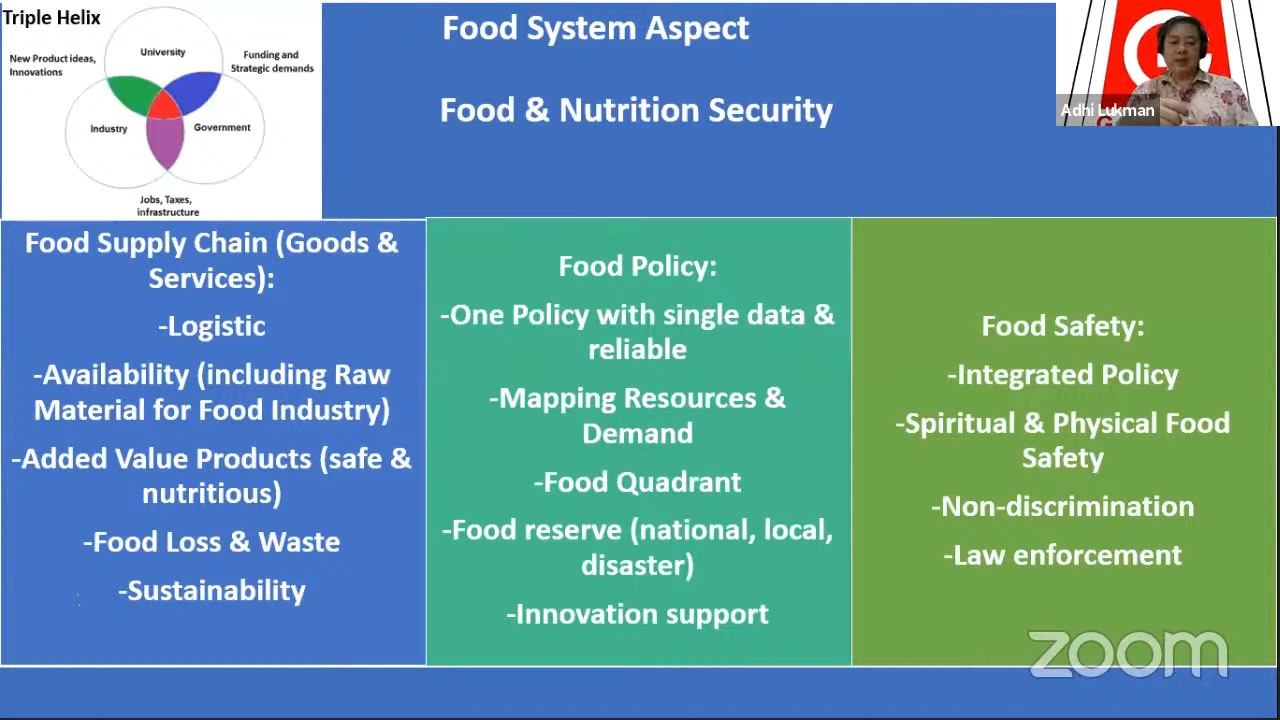 Triple Helix
New Product ideas,
Innovations
University
Funding and
Strategic demands
Industry
Government
Jobs, Taxes,
infrastructure
Food System Aspect
Food & Nutrition Security
Adhi Lukman
Food Supply Chain (Goods &
Services):
-Logistic
-Availability (including Raw
Material for Food Industry)
-Added Value Products (safe &
nutritious)
-Food Loss & Waste
-Sustainability
Food Policy:
-One Policy with single data &
reliable
-Mapping Resources &
Demand
-Food Quadrant
-Food reserve (national, local,
disaster)
-Innovation support
Food Safety:
-Integrated Policy
-Spiritual & Physical Food
Safety
-Non-discrimination
-Law enforcement
zoom